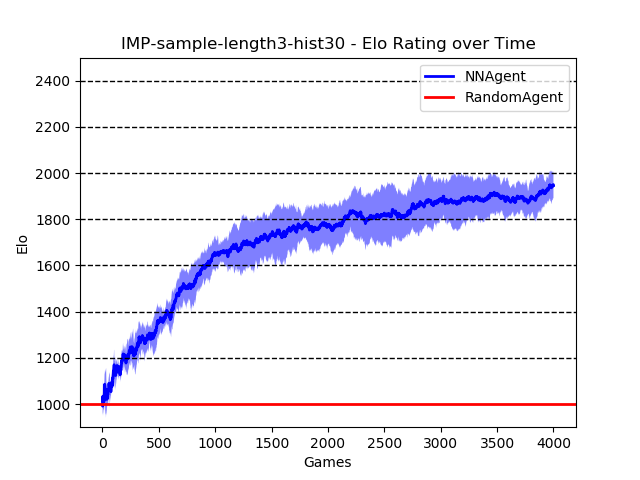 IMP-sample-length3-hist30 - Elo Rating over Time
NNAgent
RandomAgent
2400
2200
2000
1800
1600
1400
1200
1000
Elo
0 500 1000 1500 2000 2500 3000 3500 4000
Games